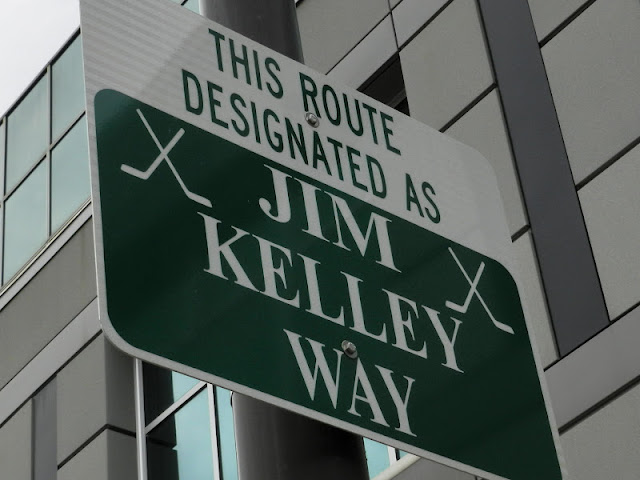 THIS ROUTE
DESIGNATED AS
JIM
KELLEY
WAY